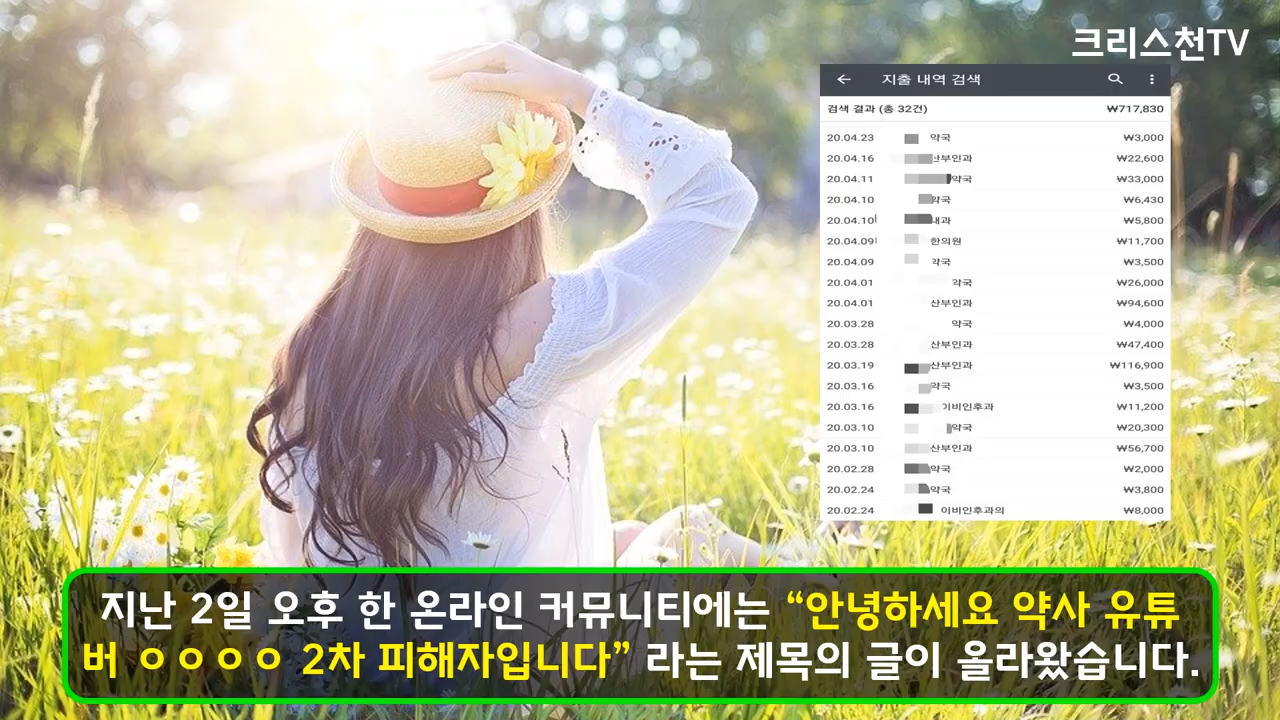 크리스천TV
지출 내역 검색
검색 결과 (총 32건) ₩717,830
20.04.23 약국 ₩3,000
20.04.16 산부인과 ₩22,600
20.04.11 약국 ₩33,000
20.04.10 약국 ₩6,430
20.04.10 내과 ₩5,800
20.04.09 한의원 ₩11,700
20.04.09 약국 ₩3,500
20.04.01 약국 ₩26,000
20.04.01 산부인과 ₩94,600
20.03.28 약국 ₩4,000
20.03.28 산부인과 ₩47,400
20.03.19 산부인과 ₩116,900
20.03.16 약국 ₩3,500
20.03.16 이비인후과 ₩11,200
20.03.10 약국 ₩20,300
20.03.10 산부인과 ₩56,700
20.02.28 약국 ₩2,000
20.02.24 약국 ₩3,800
20.02.24 이비인후과의 ₩8,000
지난 2일 오후 한 온라인 커뮤니티에는 “안녕하세요 약사 유튜
버 ㅇㅇㅇㅇ 2차 피해자입니다” 라는 제목의 글이 올라왔습니다.